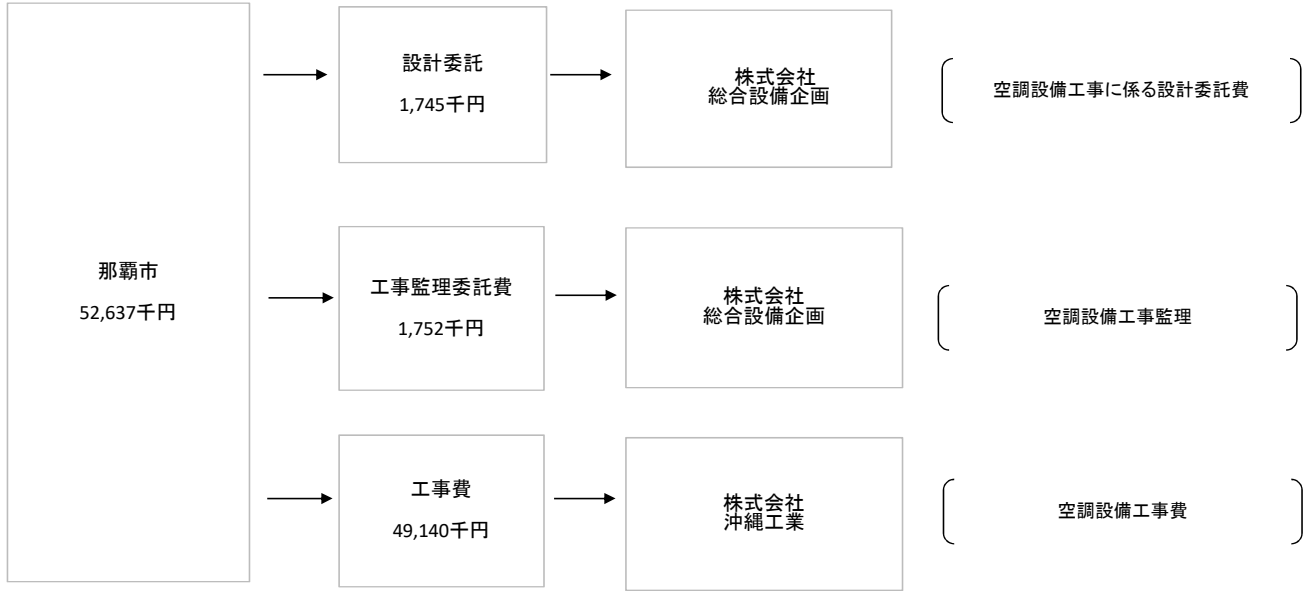 那覇市
52,637千円
設計委託
1,745千円
株式会社
総合設備企画
空調設備工事に係る設計委託費
工事監理委託費
1,752千円
株式会社
総合設備企画
空調設備工事監理
工事費
49,140千円
株式会社
沖縄工業
空調設備工事費